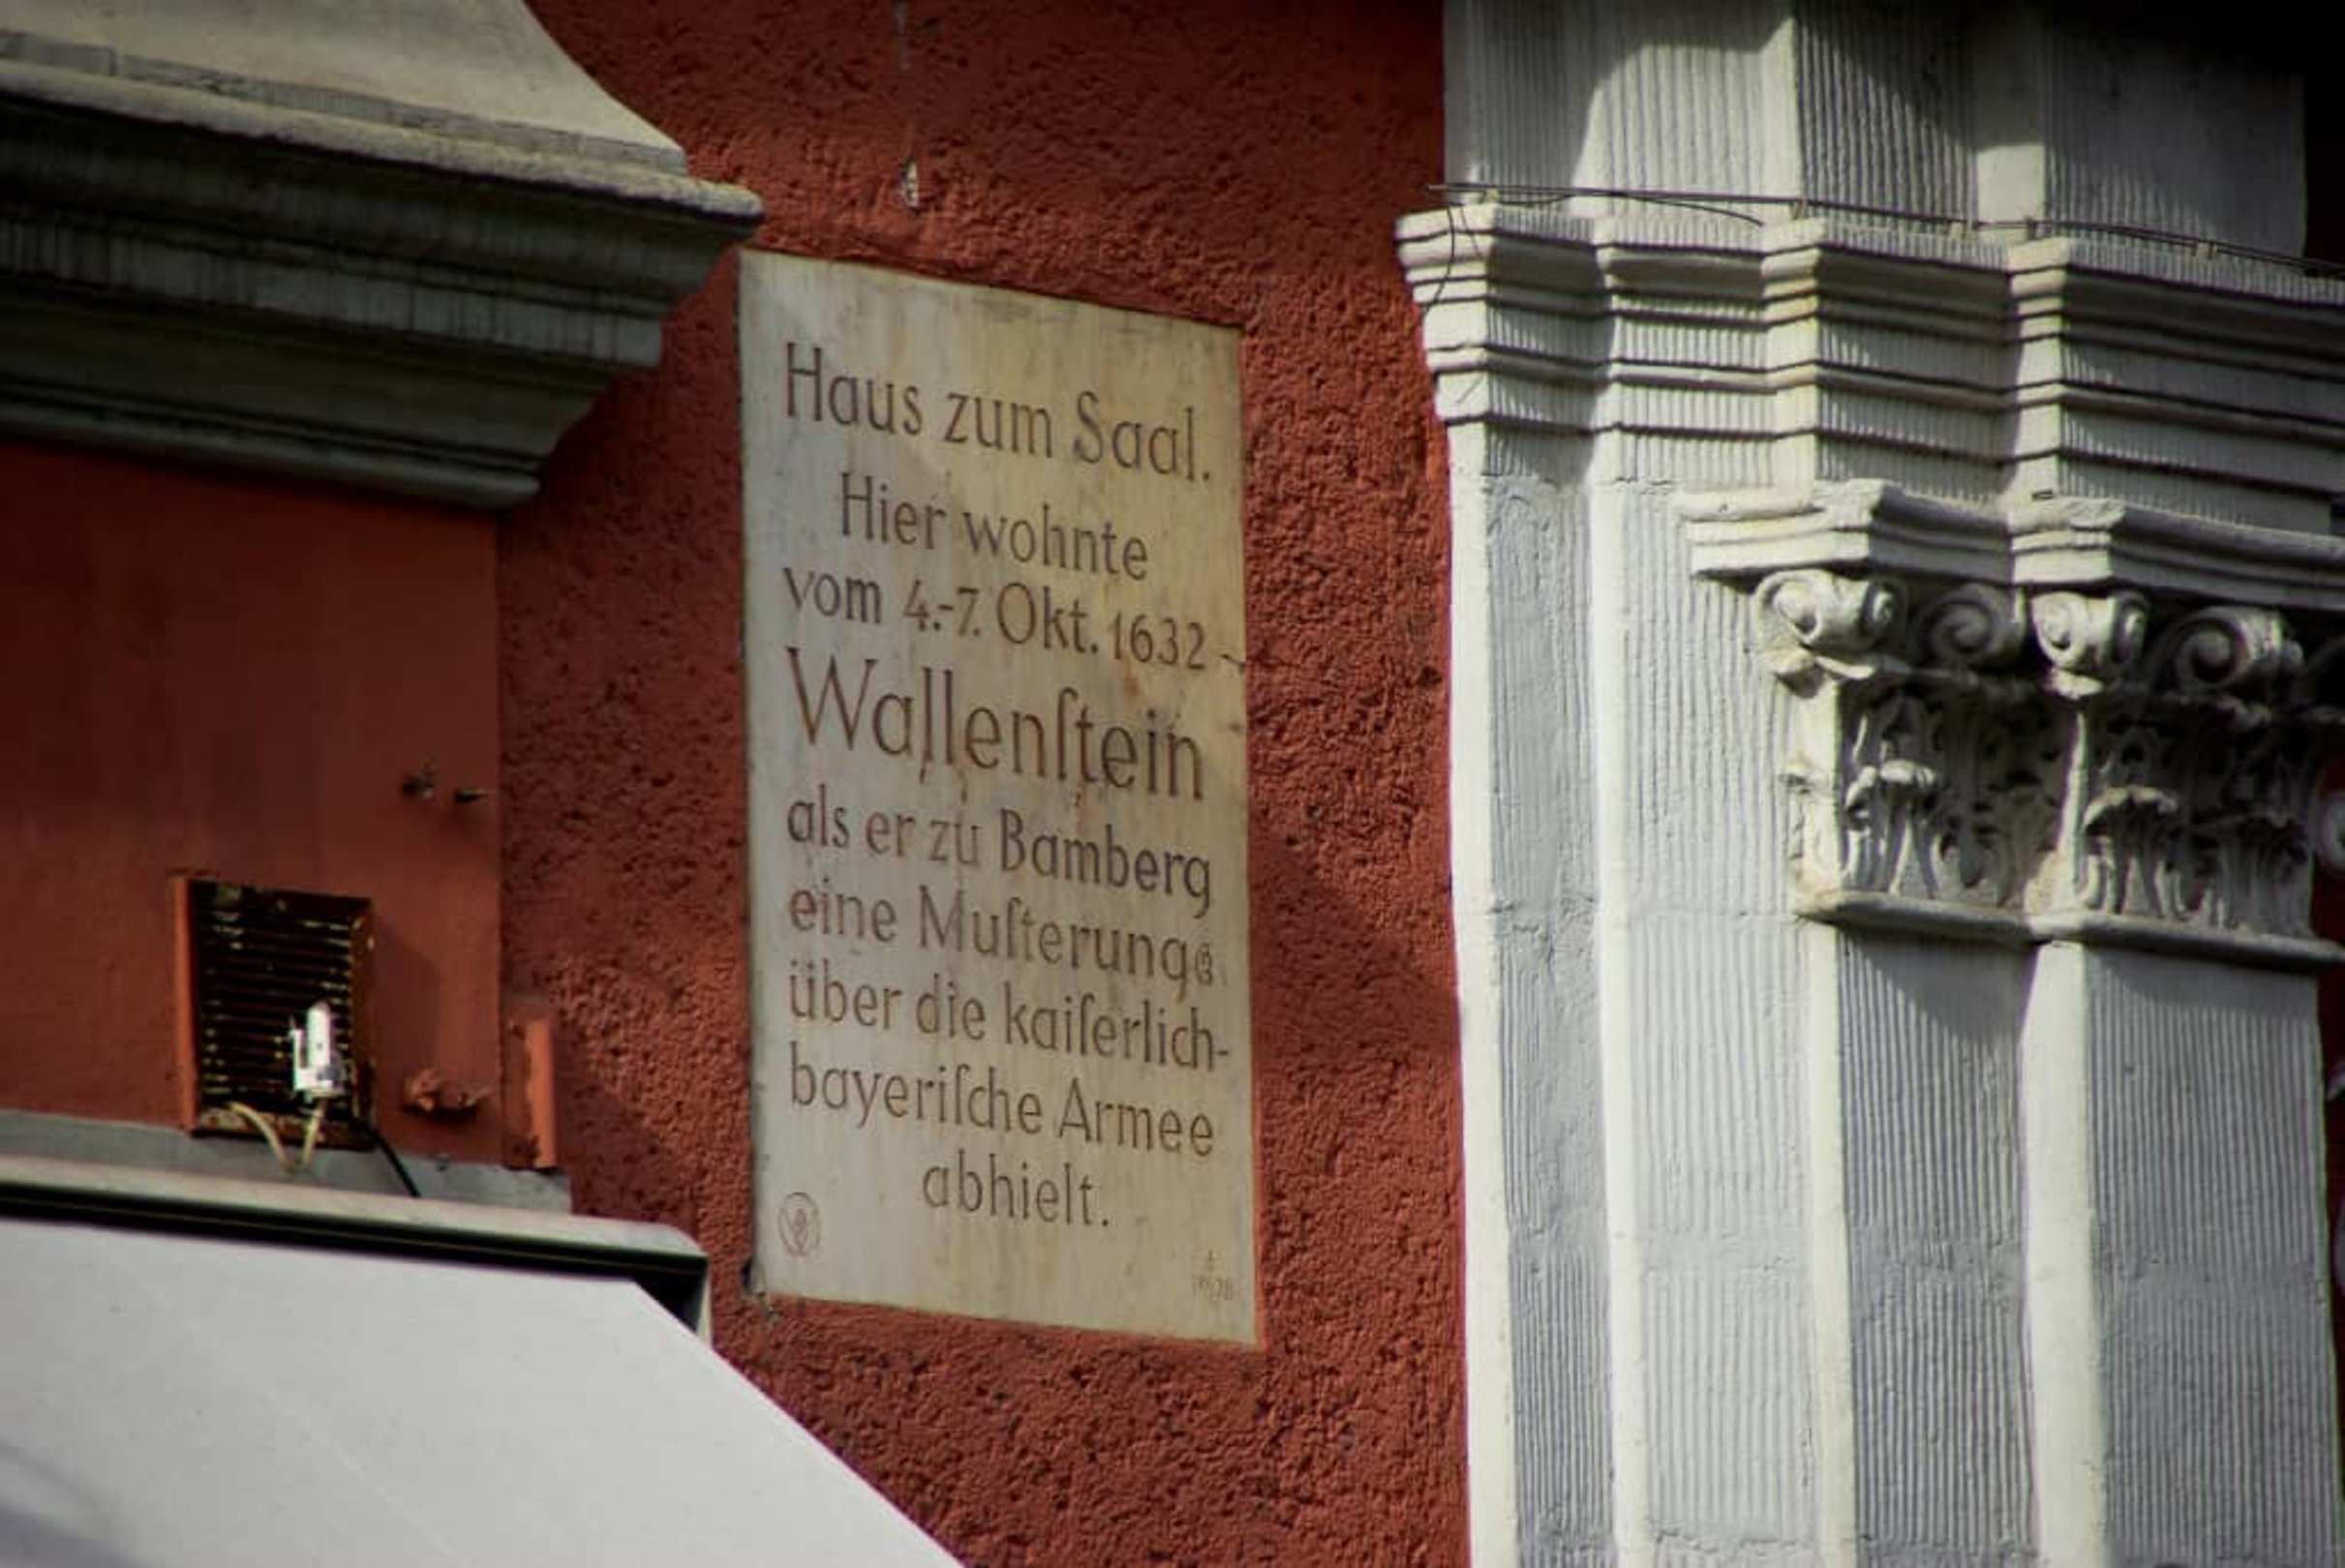 Haus zum Saal.
Hier wohnte
vom 4.-7. Okt. 1632
Wallenſtein
als er zu Bamberg
eine Muſterung
über die kaiſerlich-
bayeriſche Armee
abhielt.